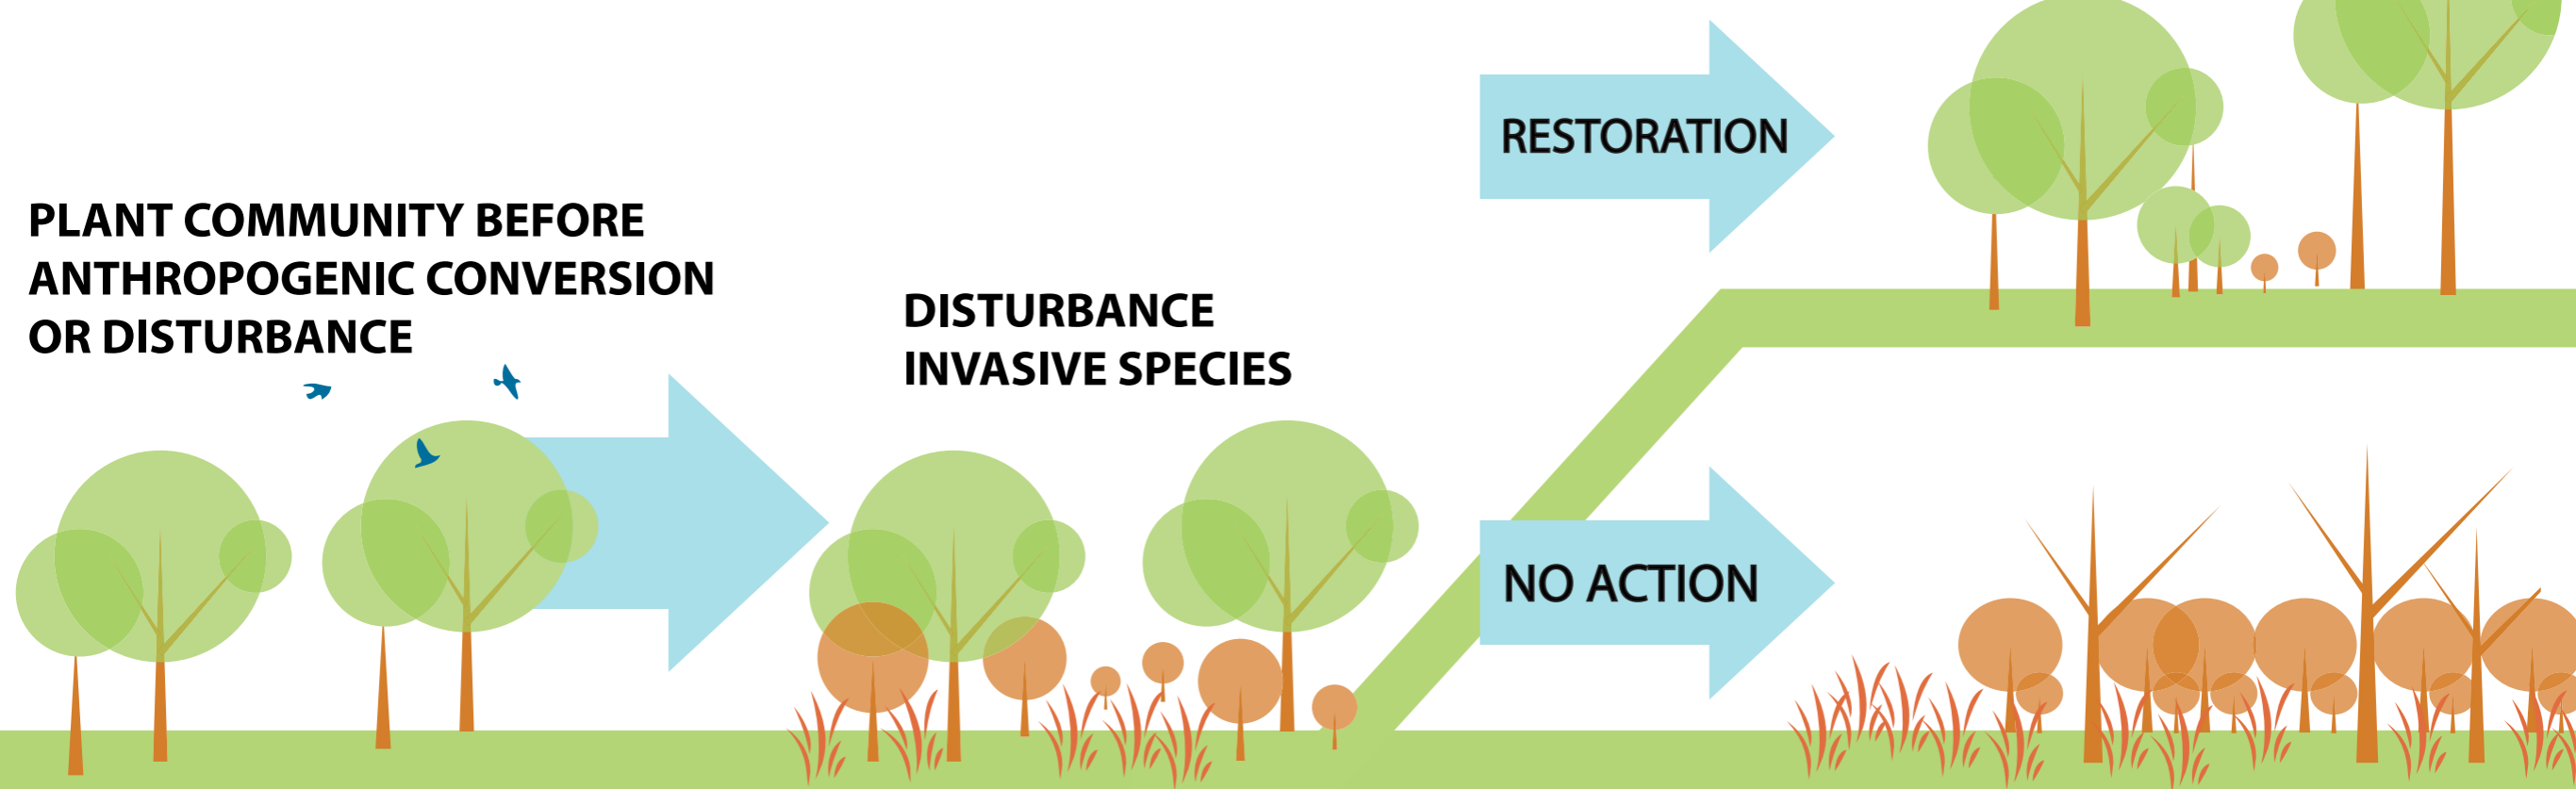 PLANT COMMUNITY BEFORE
ANTHROPOGENIC CONVERSION
OR DISTURBANCE
DISTURBANCE
INVASIVE SPECIES
RESTORATION
NO ACTION